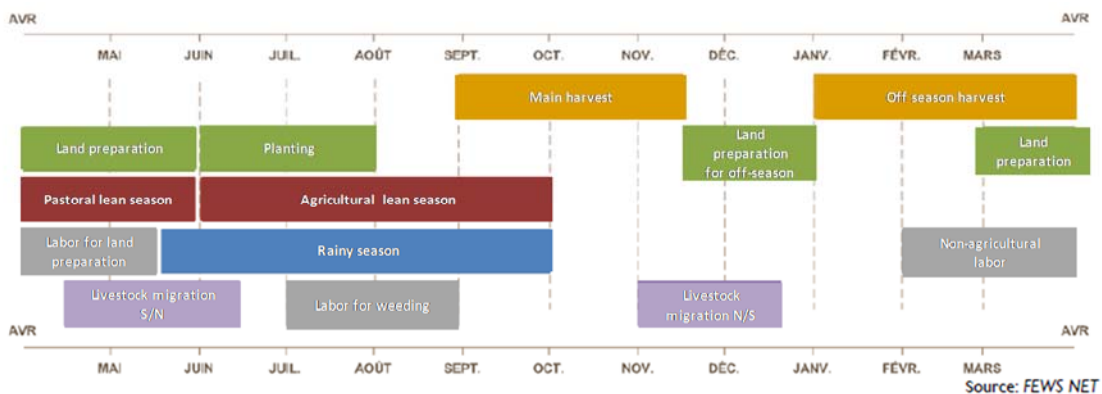 AVR AVR
MAI JUIN JUIL. AOÛT SEPT. OCT. NOV. DÉC. JANV. FÉVR. MARS
Main harvest
Off season harvest
Land preparation
Planting
Land
preparation
for off-season
Land
preparation
Pastoral lean season
Agricultural lean season
Labor for land
preparation
Rainy season
Non-agricultural
labor
Livestock migration
S/N
Labor for weeding
Livestock
migration N/S
AVR AVR
MAI JUIN JUIL. AOÛT SEPT. OCT. NOV. DÉC. JANV. FÉVR. MARS
Source: FEWS NET